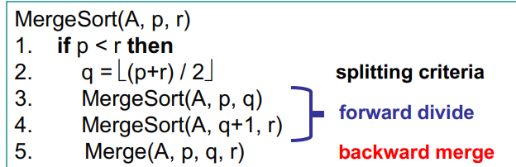 MergeSort(A, p, r)
1. if p < r then
2. q = ⌊(p+r) / 2⌋ splitting criteria
3. MergeSort(A, p, q)
forward divide
4. MergeSort(A, q+1, r)
5. Merge(A, p, q, r) backward merge